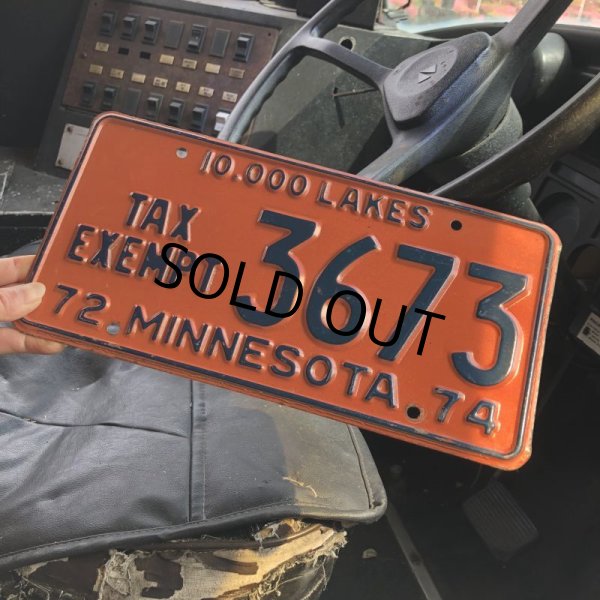 10.000 LAKES
TAX
EXEMPT
3673
SOLD OUT
72 MINNESOTA 74